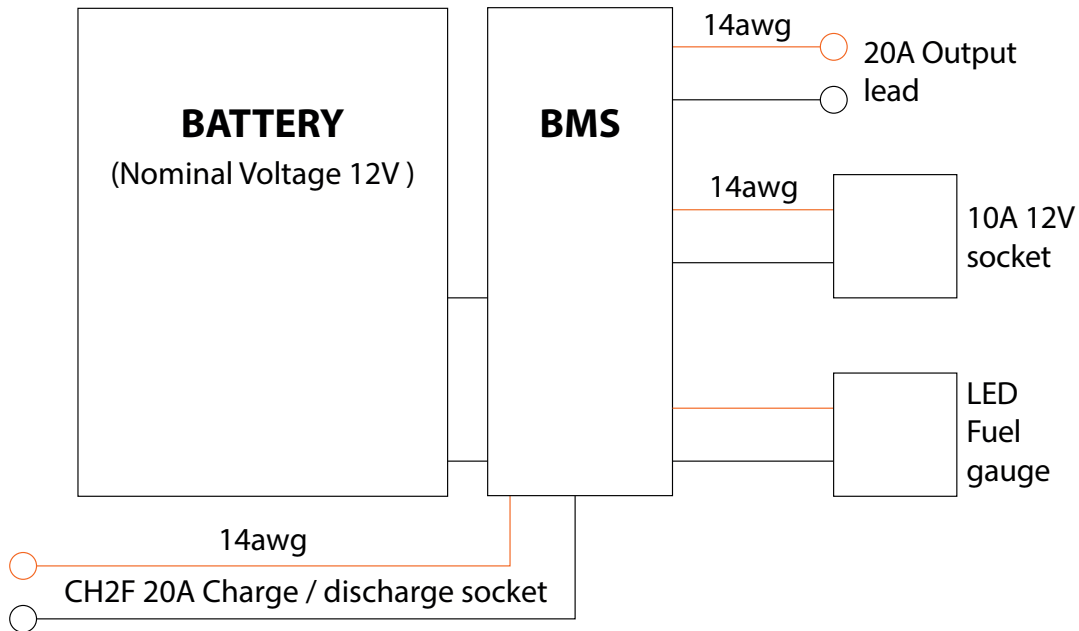 14awg
20A Output
lead
BATTERY
(Nominal Voltage 12V )
BMS
14awg
10A 12V
socket
LED
Fuel
gauge
14awg
CH2F 20A Charge / discharge socket